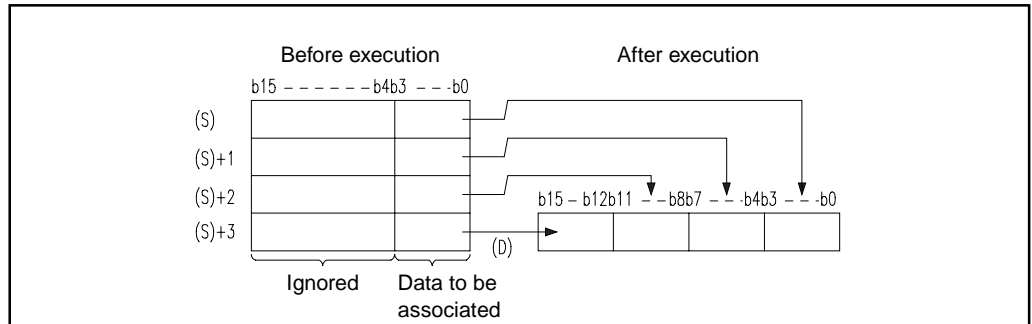 Before execution
After execution
b15 - - - - - - b4b3 - - - b0
(S)
(S)+1
(S)+2
(S)+3
b15 - b12b11 - - b8b7 - - - b4b3 - - - b0
(D)
Ignored
Data to be
associated